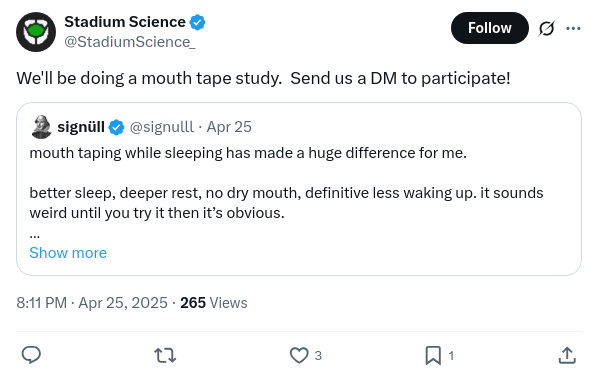 Stadium Science
@StadiumScience_
Follow
We'll be doing a mouth tape study. Send us a DM to participate!
signüll @signulll · Apr 25
mouth taping while sleeping has made a huge difference for me.
better sleep, deeper rest, no dry mouth, definitive less waking up. it sounds
weird until you try it then it’s obvious.
...
Show more
8:11 PM · Apr 25, 2025 · 265 Views
3
1